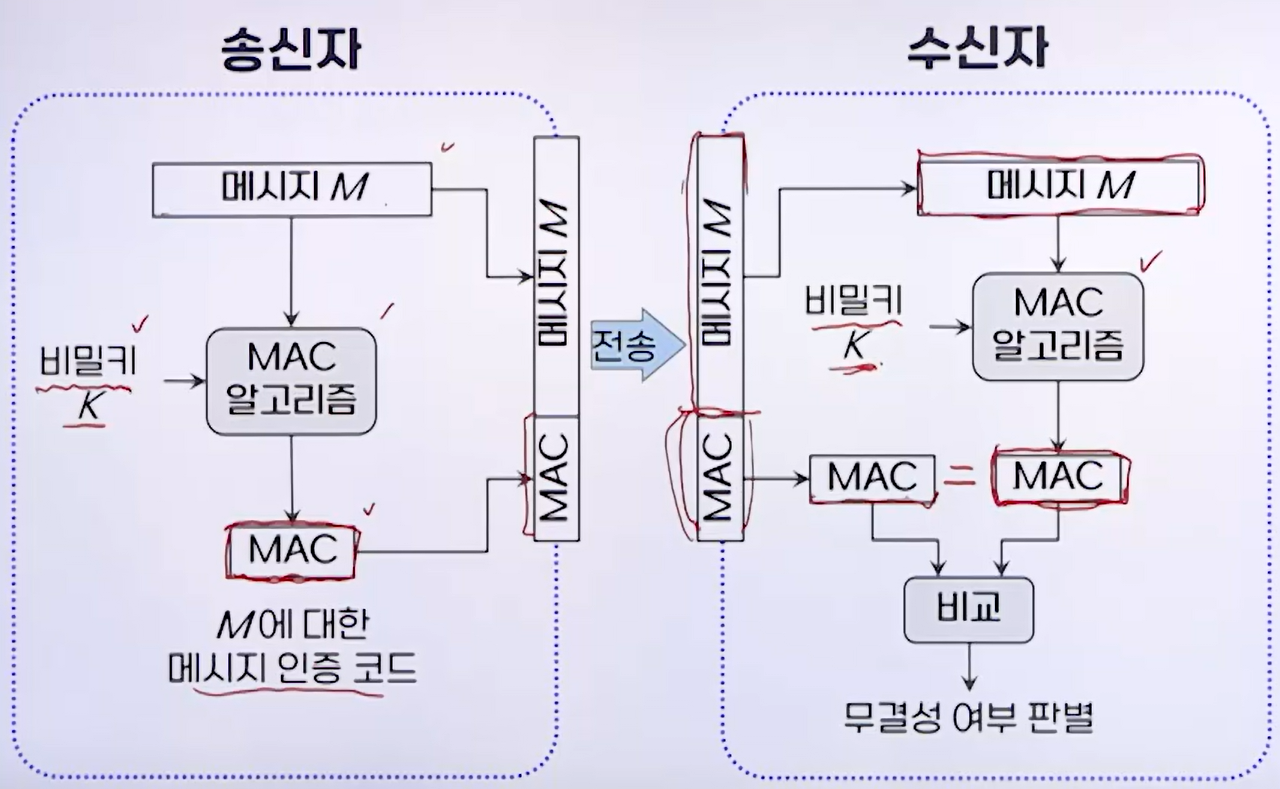 송신자
메시지 M
비밀키
K
MAC
알고리즘
MAC
M에 대한
메시지 인증 코드
메시지 M
MAC
전송
수신자
메시지 M
MAC
메시지 M
비밀키
K
MAC
알고리즘
MAC = MAC
비교
무결성 여부 판별